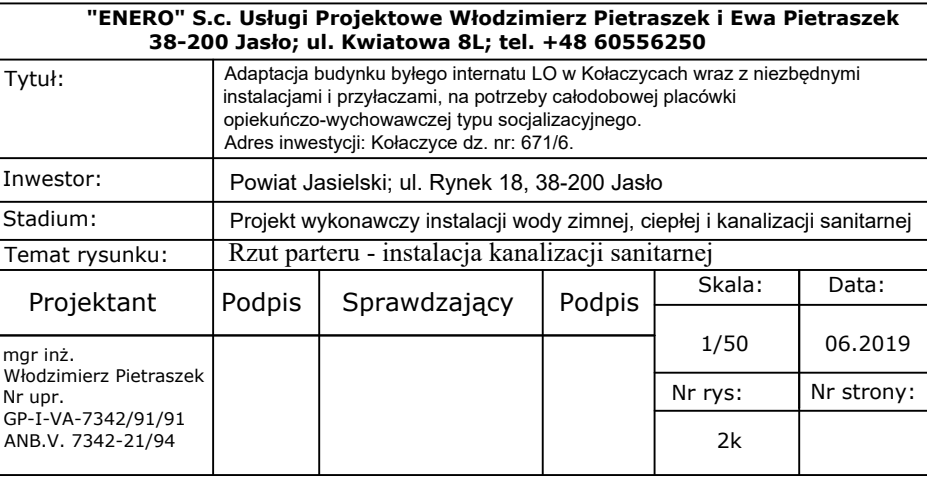 "ENERO" S.c. Usługi Projektowe Włodzimierz Pietraszek i Ewa Pietraszek
38-200 Jasło; ul. Kwiatowa 8L; tel. +48 60556250
Tytuł:
Adaptacja budynku byłego internatu LO w Kołaczycach wraz z niezbędnymi
instalacjami i przyłaczami, na potrzeby całodobowej placówki
opiekuńczo-wychowawczej typu socjalizacyjnego.
Adres inwestycji: Kołaczyce dz. nr: 671/6.
Inwestor:
Powiat Jasielski; ul. Rynek 18, 38-200 Jasło
Stadium:
Projekt wykonawczy instalacji wody zimnej, ciepłej i kanalizacji sanitarnej
Temat rysunku:
Rzut parteru - instalacja kanalizacji sanitarnej
Projektant
Podpis
Sprawdzający
Podpis
Skala:
Data:
1/50
06.2019
mgr inż.
Włodzimierz Pietraszek
Nr upr.
GP-I-VA-7342/91/91
ANB.V. 7342-21/94
Nr rys:
Nr strony:
2k